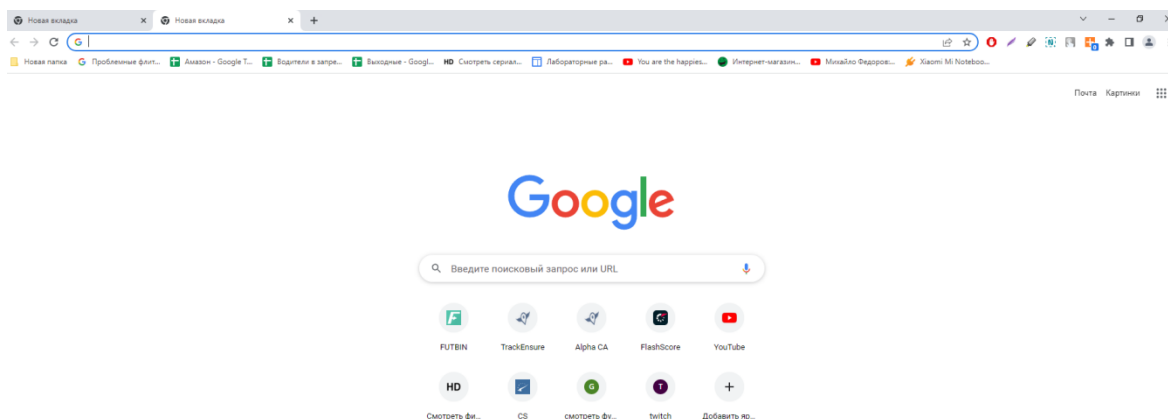 Новая вкладка Новая вкладка
Новая папка Проблемные флит... Амазон - Google Т... Водители в запре... Выходные - Googl... HD Смотреть сериал... Лабораторные ра... You are the happies... Интернет-магазин... Михайло Федоров:... Xiaomi Mi Noteboo...
Почта Картинки
Google
Введите поисковый запрос или URL
FUTBIN TrackEnsure Alpha CA FlashScore YouTube
HD G T
Смотреть фи... CS смотреть фу... twitch Добавить яр...